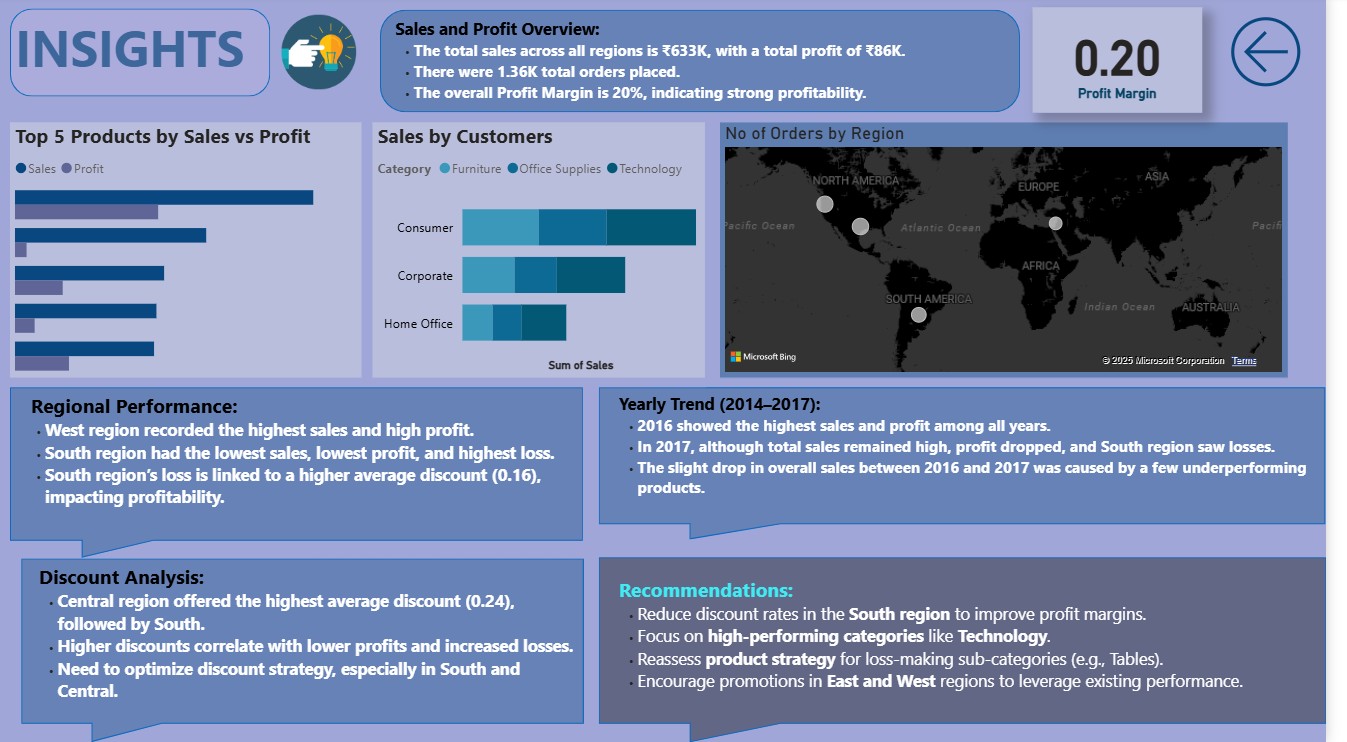 INSIGHTS
Sales and Profit Overview:
· The total sales across all regions is ₹633K, with a total profit of ₹86K.
· There were 1.36K total orders placed.
· The overall Profit Margin is 20%, indicating strong profitability.
0.20
Profit Margin
Top 5 Products by Sales vs Profit
Sales Profit
Sales by Customers
Category Furniture Office Supplies Technology
Consumer
Corporate
Home Office
Sum of Sales
No of Orders by Region
NORTH AMERICA
EUROPE
ASIA
Pacific Ocean
Atlantic Ocean
Pacifi
AFRICA
SOUTH AMERICA
Indian Ocean
AUSTRALIA
Microsoft Bing
© 2025 Microsoft Corporation Terms
Regional Performance:
· West region recorded the highest sales and high profit.
· South region had the lowest sales, lowest profit, and highest loss.
· South region’s loss is linked to a higher average discount (0.16),
impacting profitability.
Yearly Trend (2014–2017):
· 2016 showed the highest sales and profit among all years.
· In 2017, although total sales remained high, profit dropped, and South region saw losses.
· The slight drop in overall sales between 2016 and 2017 was caused by a few underperforming
products.
Discount Analysis:
· Central region offered the highest average discount (0.24),
followed by South.
· Higher discounts correlate with lower profits and increased losses.
· Need to optimize discount strategy, especially in South and
Central.
Recommendations:
· Reduce discount rates in the South region to improve profit margins.
· Focus on high-performing categories like Technology.
· Reassess product strategy for loss-making sub-categories (e.g., Tables).
· Encourage promotions in East and West regions to leverage existing performance.